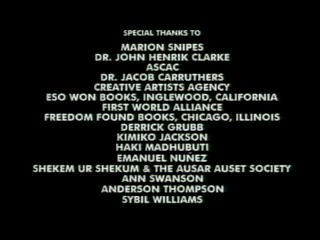 SPECIAL THANKS TO
MARION SNIPES
DR. JOHN HENRIK CLARKE
ASCAC
DR. JACOB CARRUTHERS
CREATIVE ARTISTS AGENCY
ESO WON BOOKS, INGLEWOOD, CALIFORNIA
FIRST WORLD ALLIANCE
FREEDOM FOUND BOOKS, CHICAGO, ILLINOIS
DERRICK GRUBB
KIMIKO JACKSON
HAKI MADHUBUTI
EMANUEL NUÑEZ
SHEKEM UR SHEKUM & THE AUSAR AUSET SOCIETY
ANN SWANSON
ANDERSON THOMPSON
SYBIL WILLIAMS